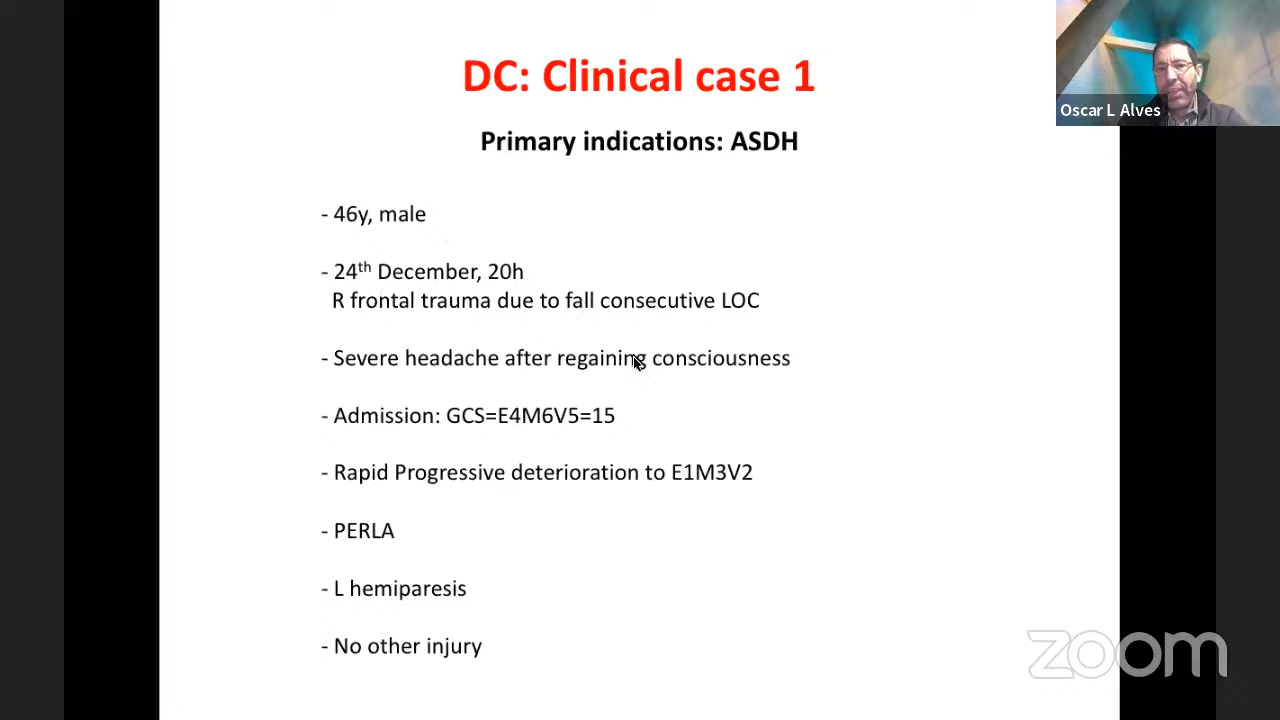 DC: Clinical case 1
Oscar L Alves
Primary indications: ASDH
- 46y, male
- 24th December, 20h
R frontal trauma due to fall consecutive LOC
- Severe headache after regaining consciousness
- Admission: GCS=E4M6V5=15
- Rapid Progressive deterioration to E1M3V2
- PERLA
- L hemiparesis
- No other injury
zoom